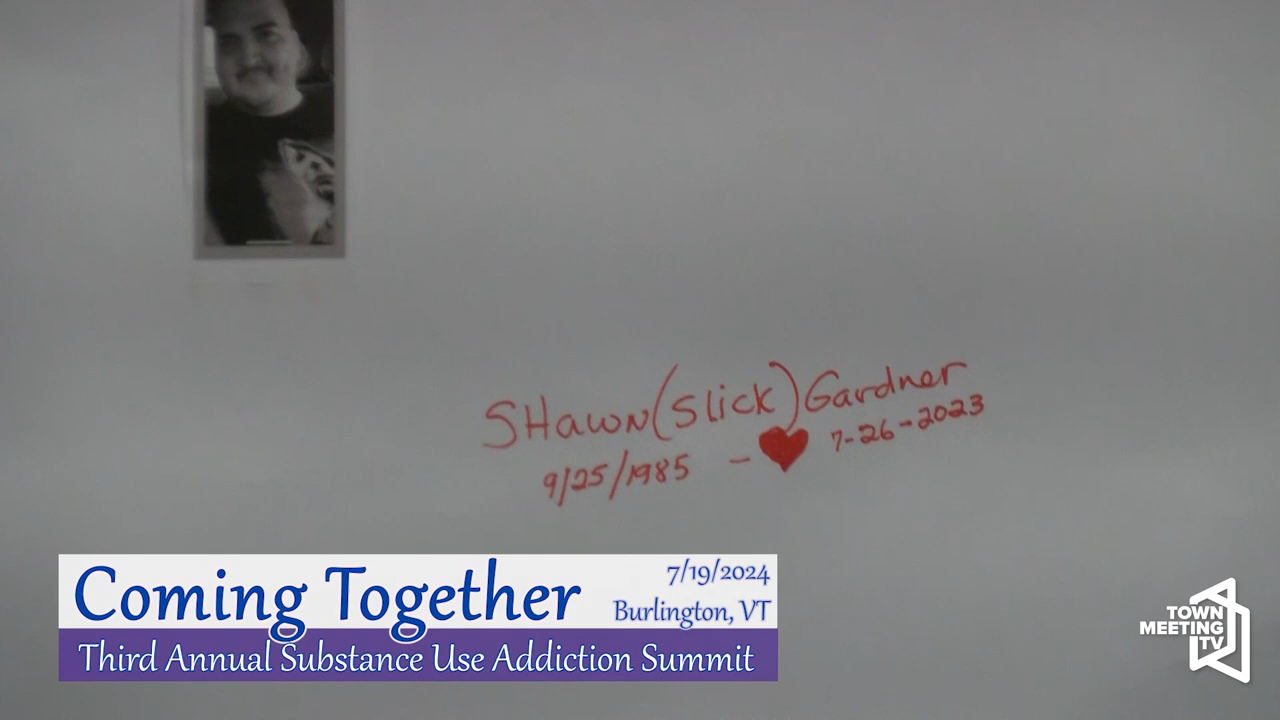 SHawn (Slick) Gardner
9/25/1985 - 7-26-2023
Coming Together
7/19/2024
Burlington, VT
Third Annual Substance Use Addiction Summit
TOWN
MEETING
TV